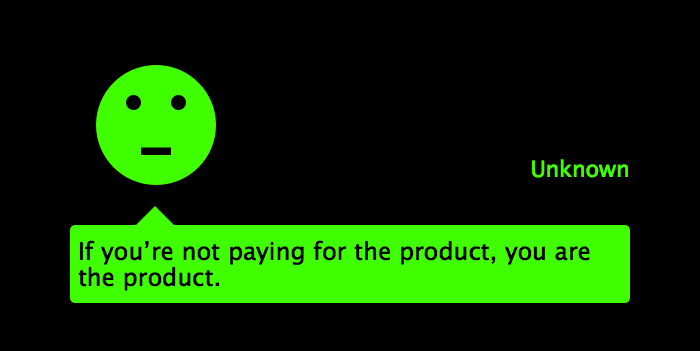 Unknown
If you’re not paying for the product, you are
the product.